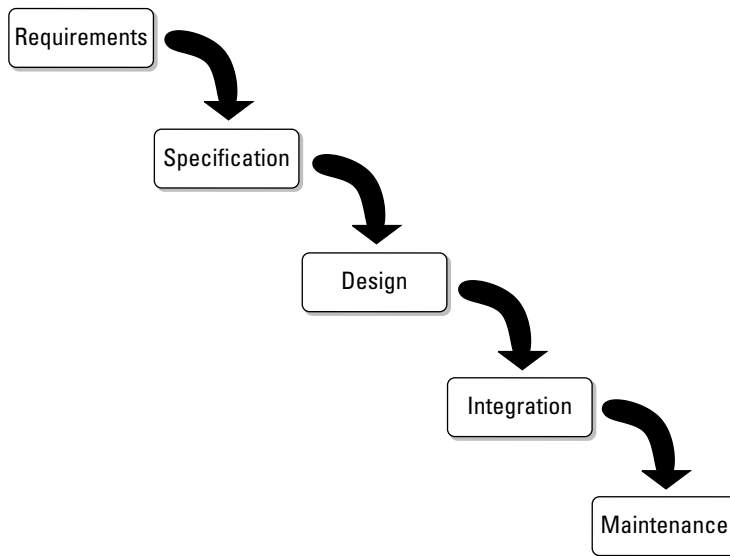 Requirements
Specification
Design
Integration
Maintenance